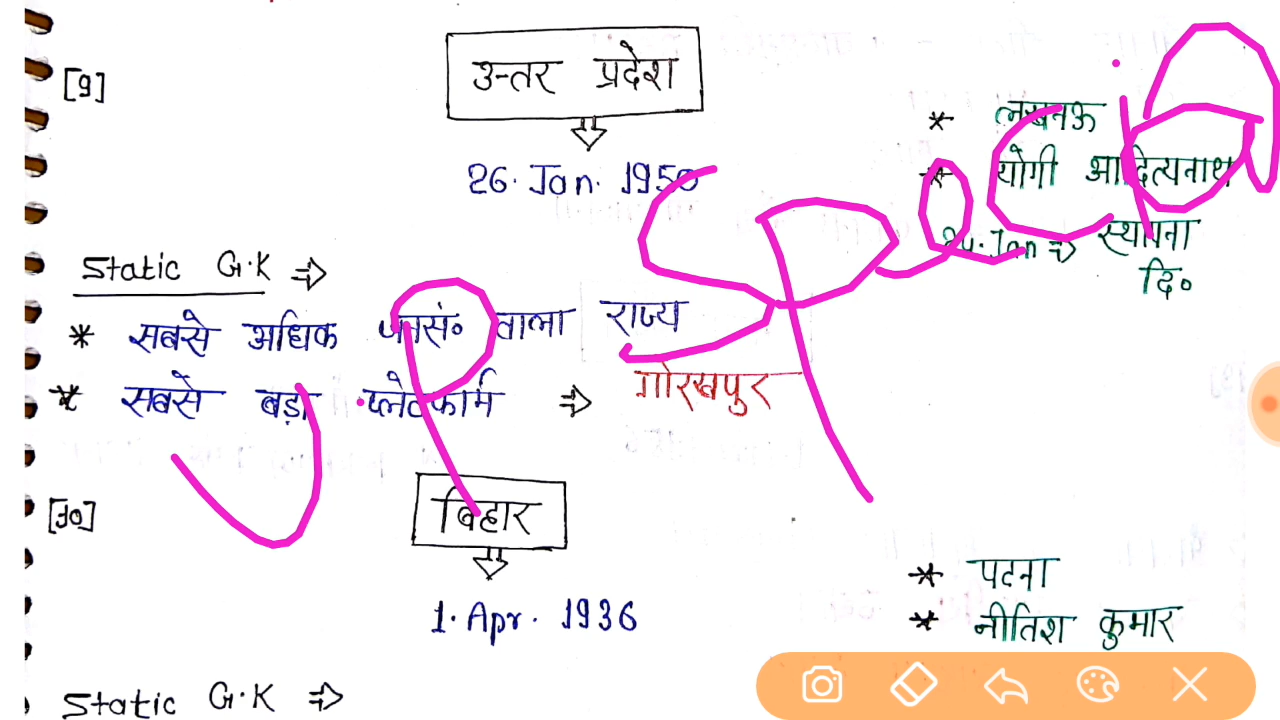 [9]
उत्तर प्रदेश
26. Jan. 1950
* लखनऊ
* योगी आदित्यनाथ
24. Jan => स्थापना
दि०
Static G.K =>
* सबसे अधिक जनसं० वाला राज्य
* सबसे बड़ा प्लेटफार्म => गोरखपुर
[10]
बिहार
1. Apr. 1936
* पटना
* नीतिश कुमार
Static G.K =>